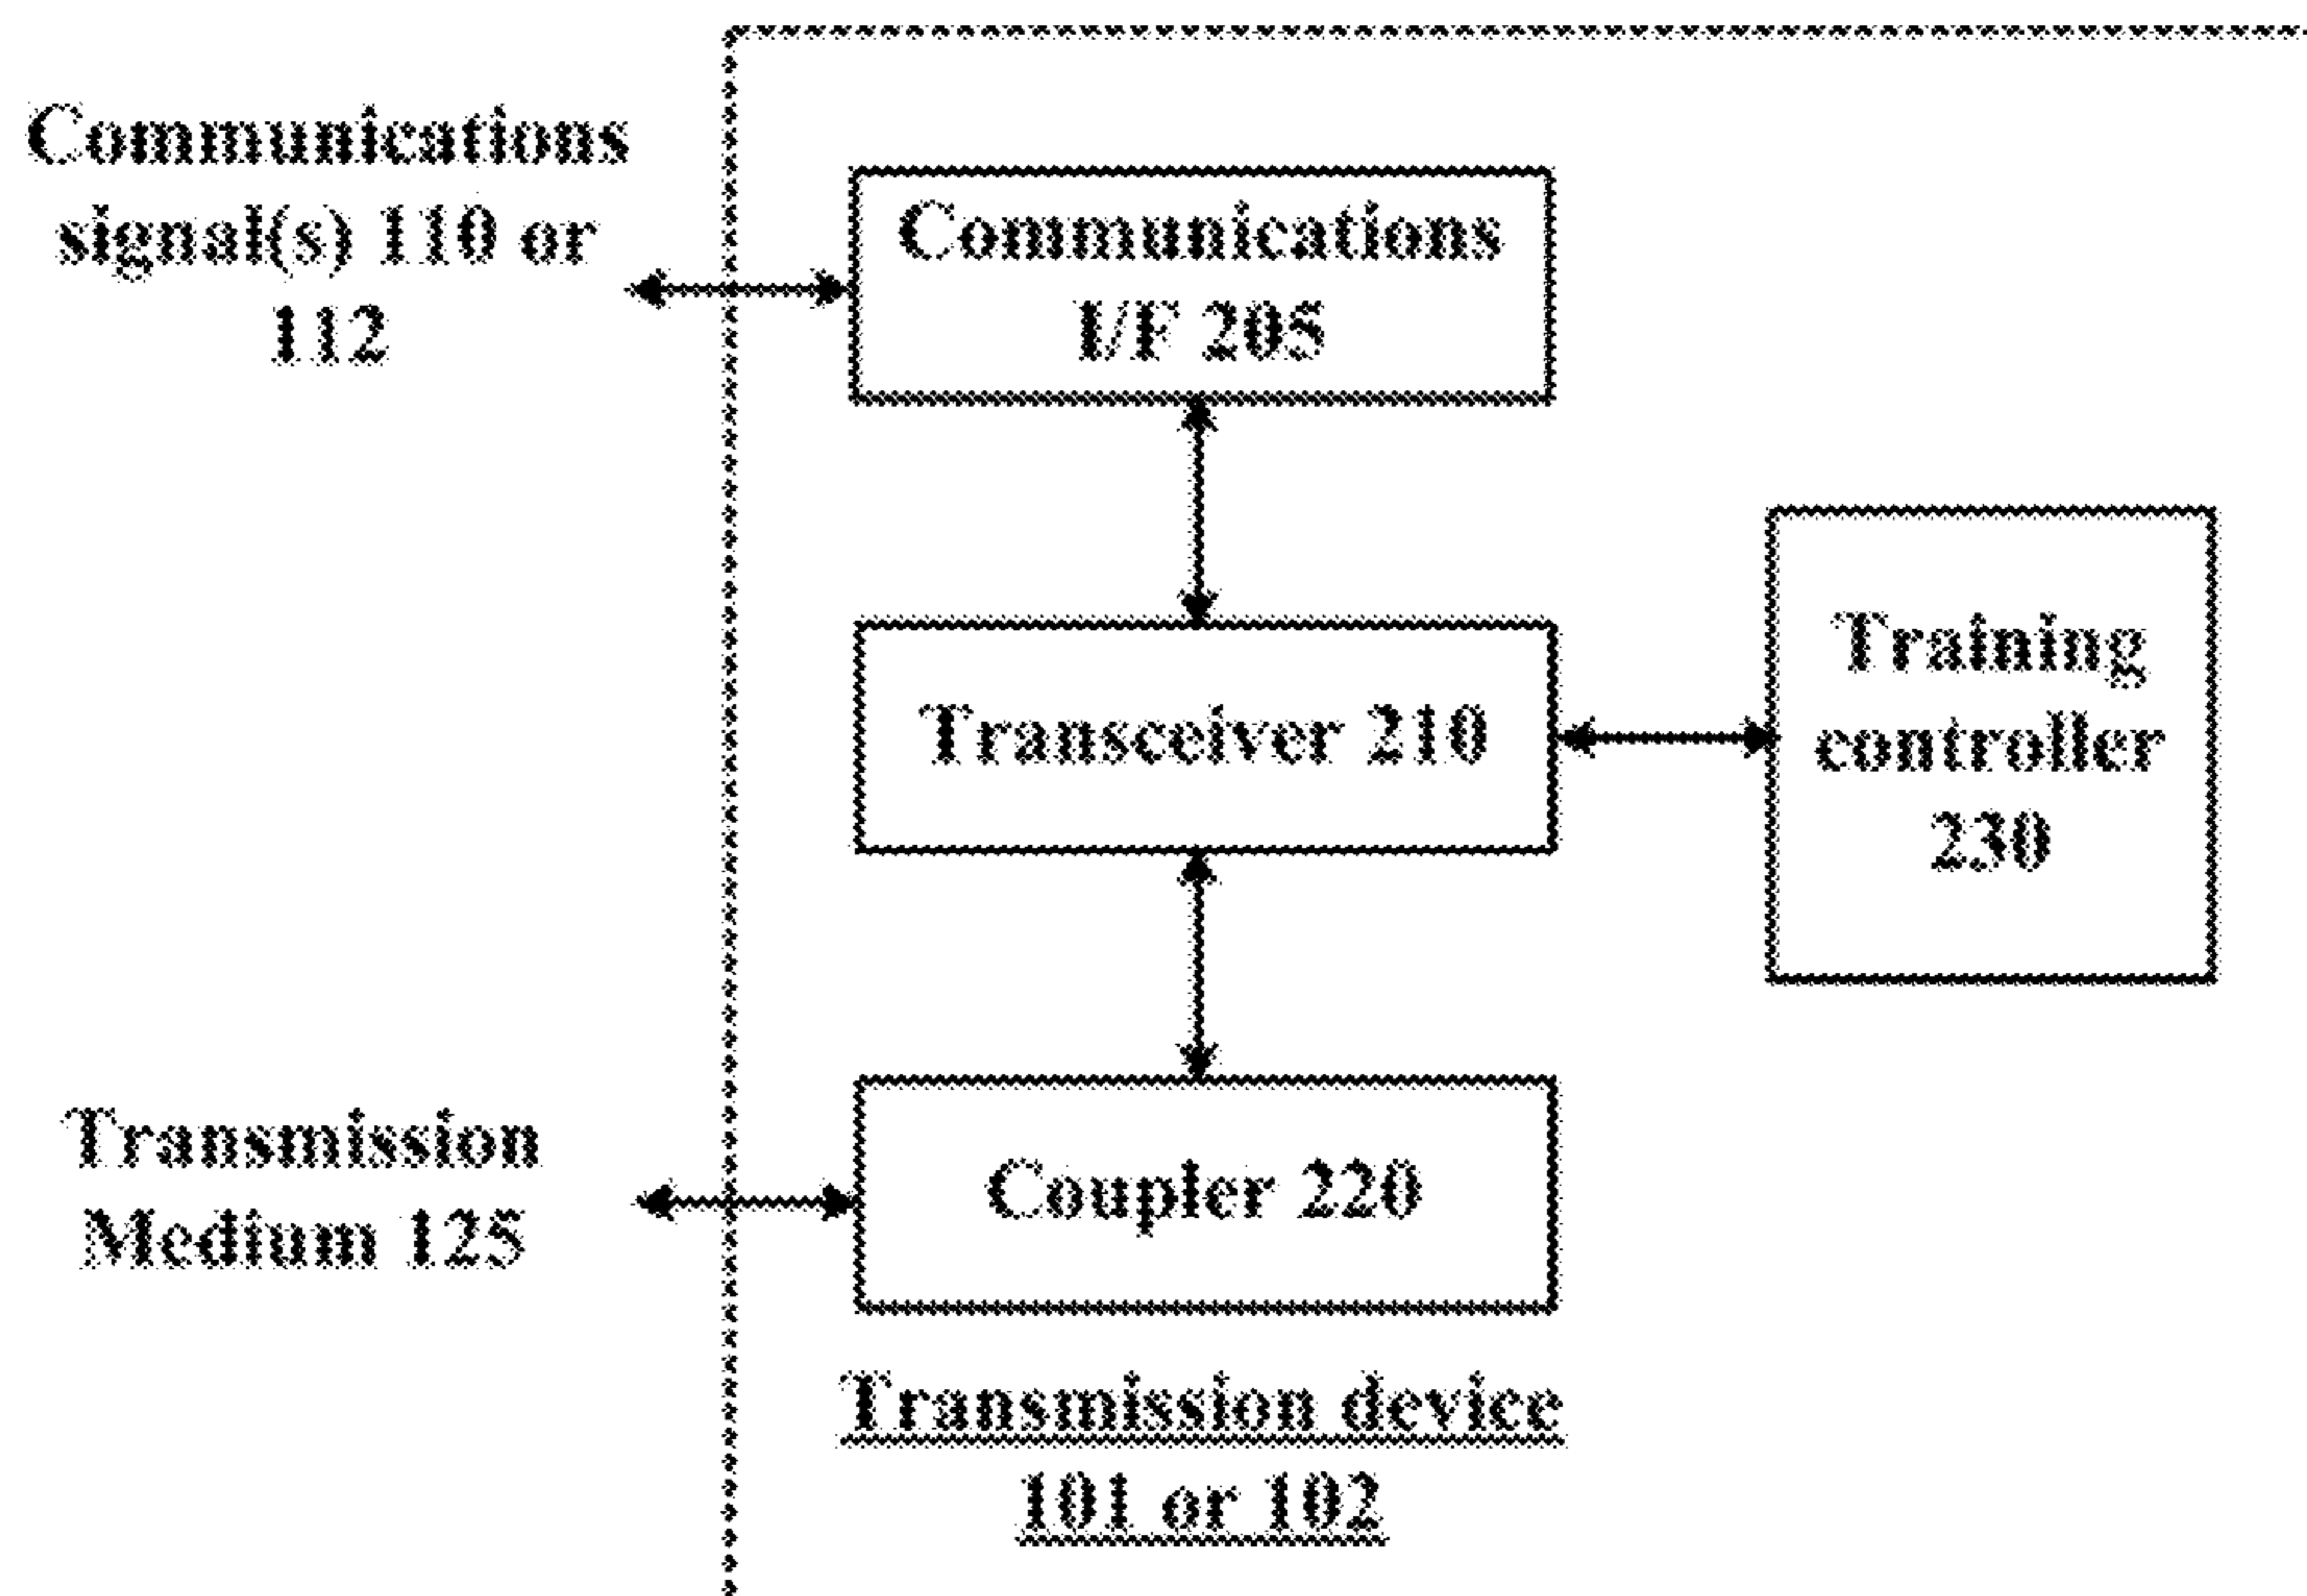 Communications
signal(s) 110 or
112
Communications
I/F 205
Transceiver 210
Training
controller
230
Transmission
Medium 125
Coupler 220
Transmission device
101 or 102